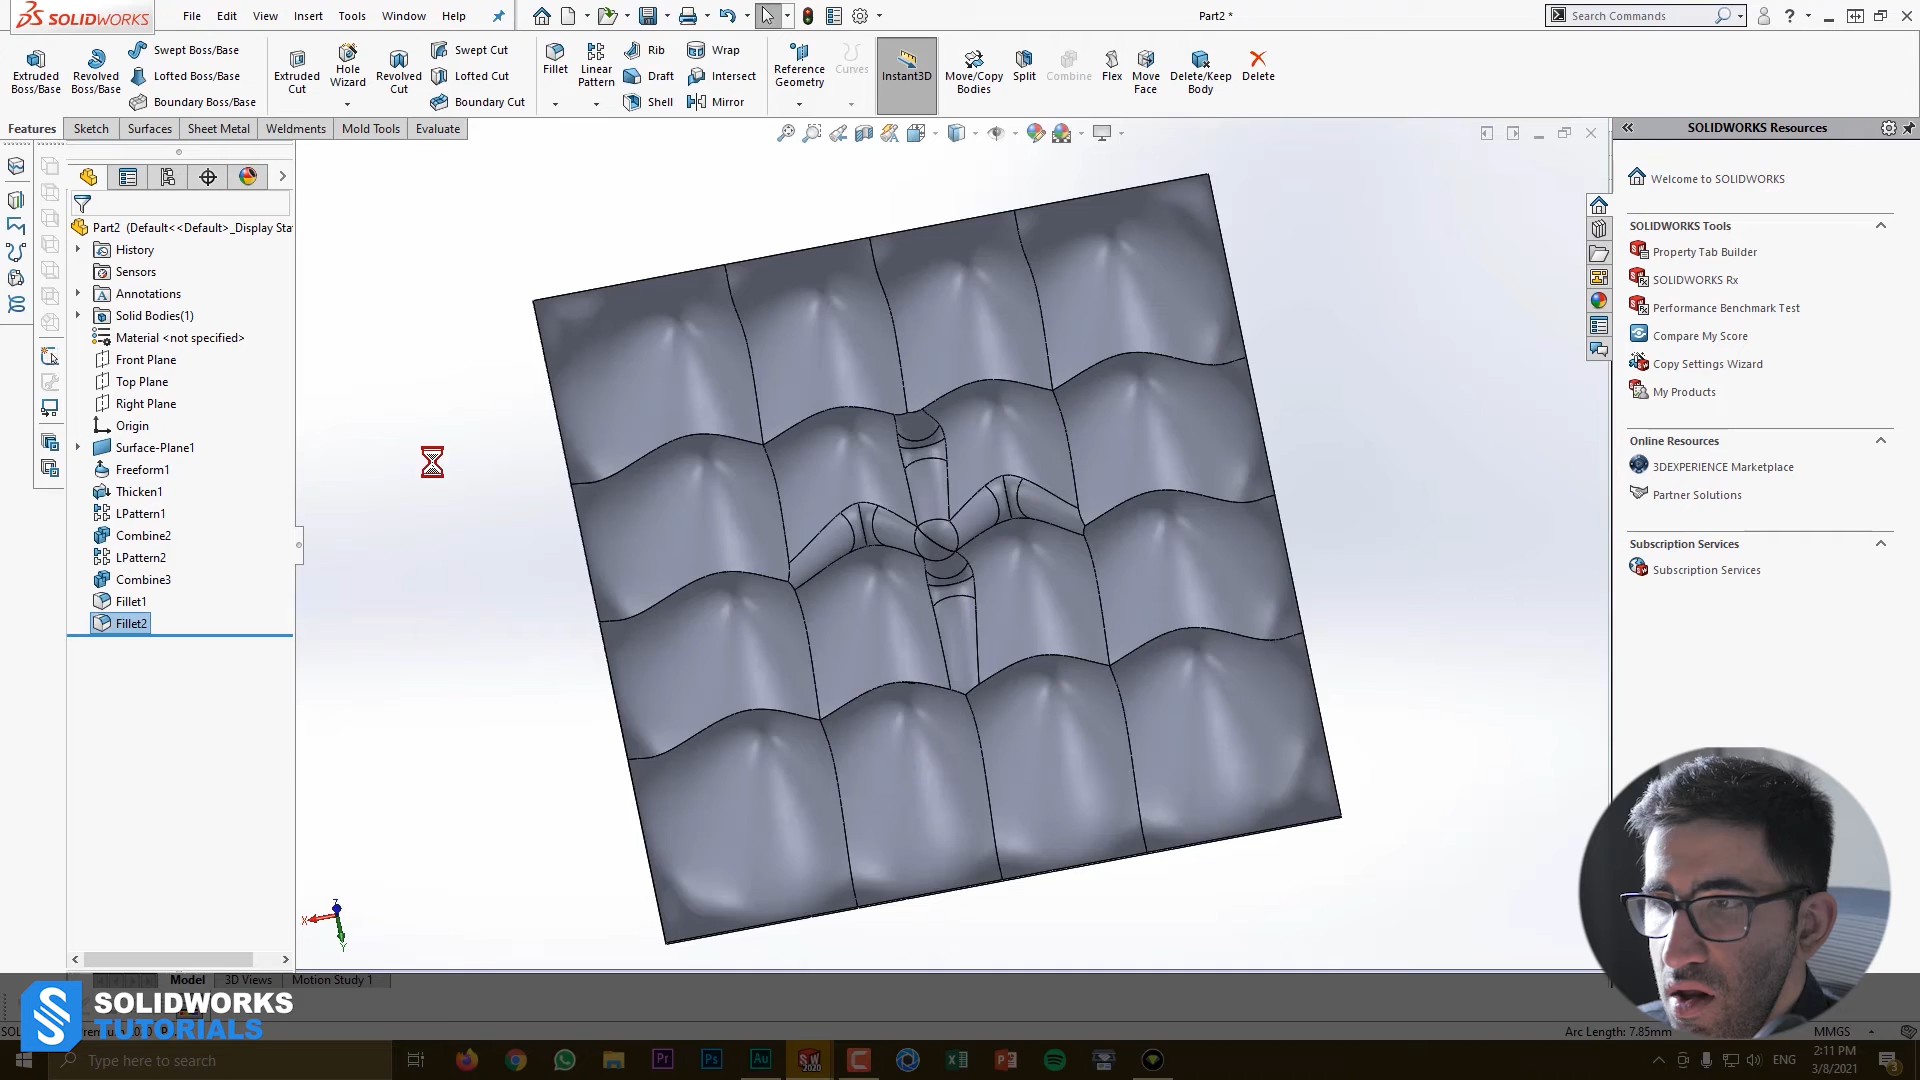 SOLIDWORKS
File Edit View Insert Tools Window Help
Part2 *
Search Commands
Extruded Boss/Base
Revolved Boss/Base
Swept Boss/Base
Lofted Boss/Base
Boundary Boss/Base
Extruded Cut
Hole Wizard
Revolved Cut
Swept Cut
Lofted Cut
Boundary Cut
Fillet
Linear Pattern
Rib
Draft
Shell
Wrap
Intersect
Mirror
Reference Geometry
Curves
Instant3D
Move/Copy Bodies
Split
Combine
Flex
Move Face
Delete/Keep Body
Delete
Features Sketch Surfaces Sheet Metal Weldments Mold Tools Evaluate
Part2 (Default<<Default>_Display Sta
History
Sensors
Annotations
Solid Bodies(1)
Material <not specified>
Front Plane
Top Plane
Right Plane
Origin
Surface-Plane1
Freeform1
Thicken1
LPattern1
Combine2
LPattern2
Combine3
Fillet1
Fillet2
X
Y
Z
SOLIDWORKS Resources
Welcome to SOLIDWORKS
SOLIDWORKS Tools
Property Tab Builder
SOLIDWORKS Rx
Performance Benchmark Test
Compare My Score
Copy Settings Wizard
My Products
Online Resources
3DEXPERIENCE Marketplace
Partner Solutions
Subscription Services
Subscription Services
Model 3D Views Motion Study 1
SOLIDWORKS
TUTORIALS
Arc Length: 7.85mm
MMGS
Type here to search
Pr
Ps
Au
SW
2020
ENG
2:11 PM
3/8/2021
3